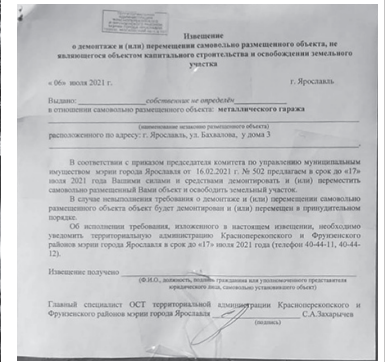 Извещение
о демонтаже и (или) перемещении самовольно размещенного объекта, не
являющегося объектом капитального строительства и освобождении земельного
участка
« 06» июля 2021 г. г. Ярославль
Выдано: собственник не определён
в отношении самовольно размещенного объекта: металлического гаража
(наименование незаконно размещенного объекта)
расположенного по адресу: г. Ярославль, ул. Бахвалова, у дома 3
В соответствии с приказом председателя комитета по управлению муниципальным
имуществом мэрии города Ярославля от 16.02.2021 г. № 502 предлагаем в срок до «17»
июля 2021 года Вашими силами и средствами демонтировать и (или) переместить
самовольно размещенный Вами объект и освободить земельный участок.
В случае невыполнения требования о демонтаже и (или) перемещении самовольно
размещенного объекта объект будет демонтирован и (или) перемещен в принудительном
порядке.
Об исполнении требования, изложенного в настоящем извещении, необходимо
уведомить территориальную администрацию Красноперекопского и Фрунзенского
районов мэрии города Ярославля в срок до «17» июля 2021 года (телефон 40-44-11, 40-44-
12).
Извещение получено
(Ф.И.О., должность, подпись гражданина или уполномоченного представителя
юридического лица, самовольно установившего объект)
Главный специалист ОСТ территориальной администрации Красноперекопского и
Фрунзенского районов мэрии города Ярославля С.А.Захарычев
(подпись)